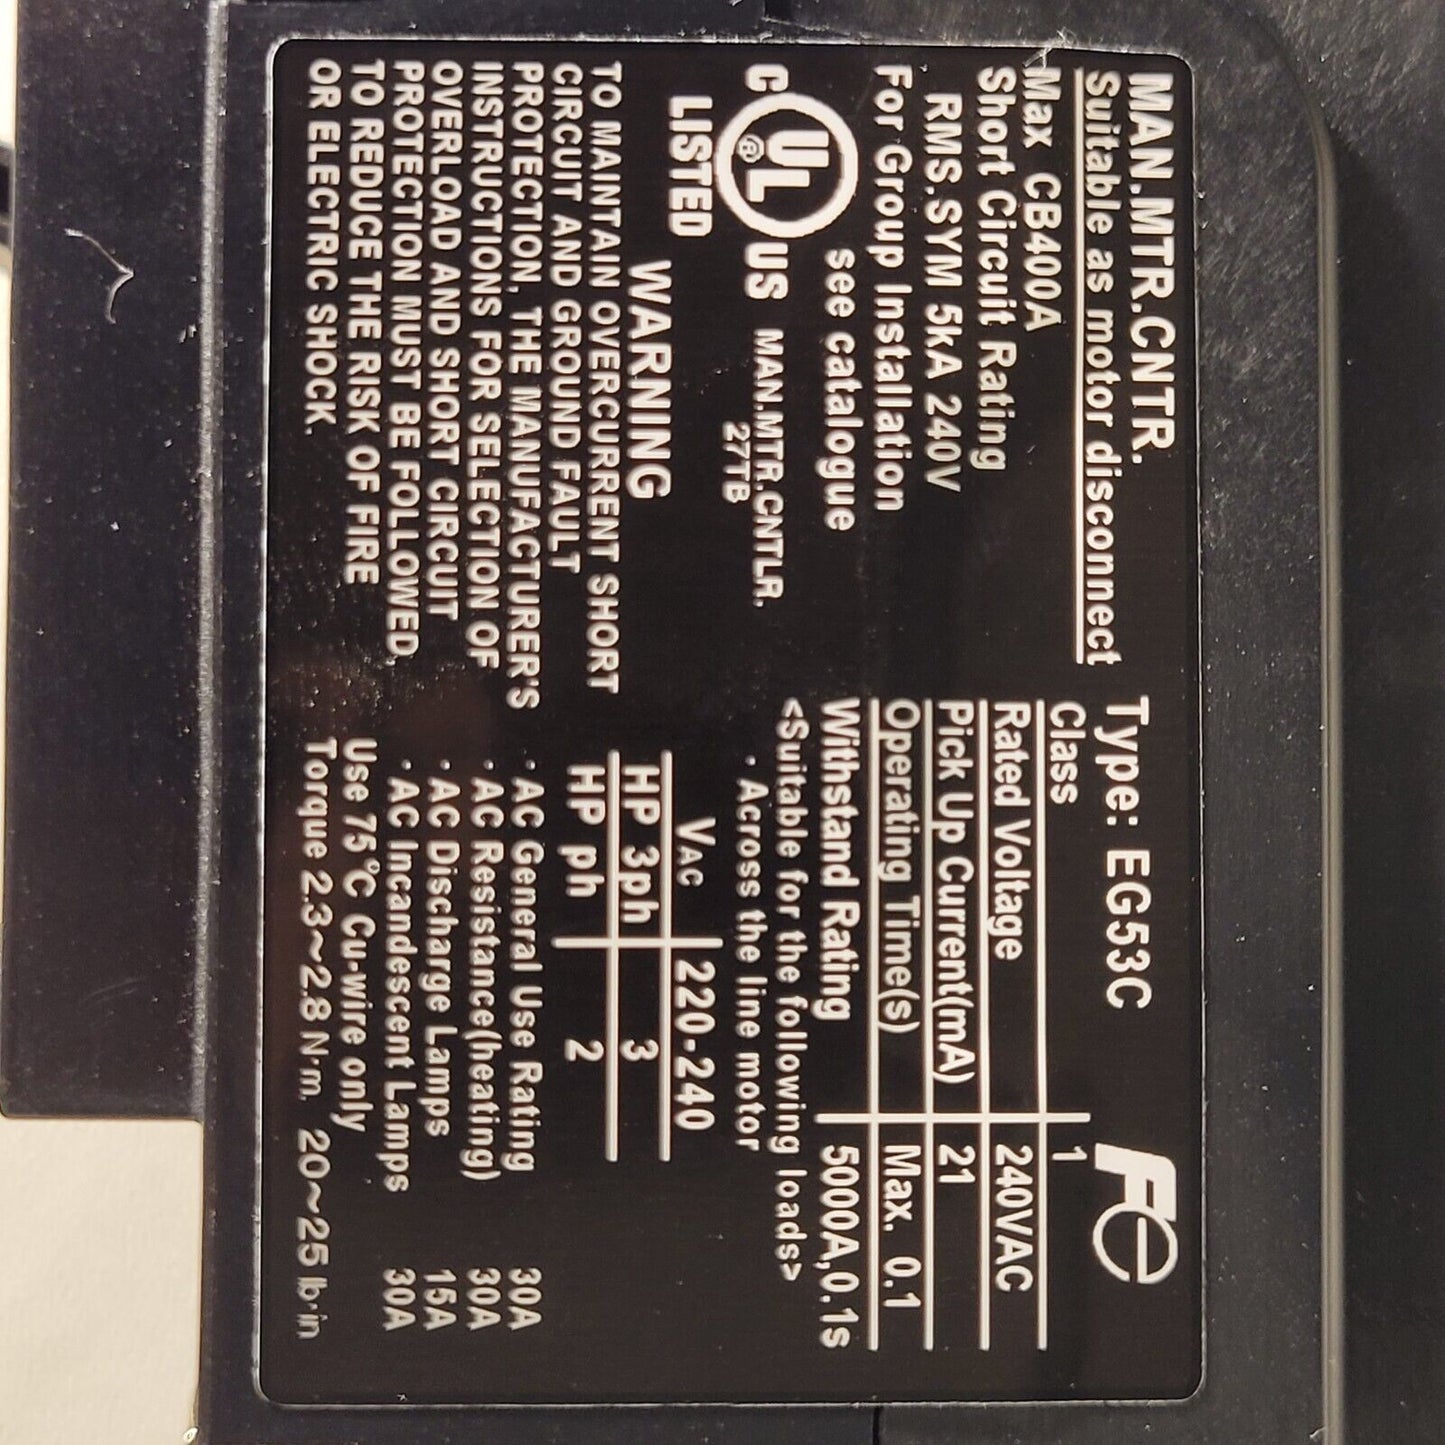 MAN.MTR.CNTR.
Suitable as motor disconnect
Max CB400A
Short Circuit Rating
RMS.SYM 5kA 240V
For Group Installation
see catalogue
C UL ® US
LISTED
MAN.MTR.CNTLR.
27TB
WARNING
TO MAINTAIN OVERCURRENT SHORT
CIRCUIT AND GROUND FAULT
PROTECTION, THE MANUFACTURER'S
INSTRUCTIONS FOR SELECTION OF
OVERLOAD AND SHORT CIRCUIT
PROTECTION MUST BE FOLLOWED,
TO REDUCE THE RISK OF FIRE
OR ELECTRIC SHOCK.
Type: EG53C
Fe
Class 1
Rated Voltage 240VAC
Pick Up Current(mA) 21
Operating Time(s) Max. 0.1
Withstand Rating 5000A,0.1s
<Suitable for the following loads>
· Across the line motor
VAC 220-240
HP 3ph 3
HP ph 2
· AC General Use Rating 30A
· AC Resistance(heating) 30A
· AC Discharge Lamps 15A
· AC Incandescent Lamps 30A
Use 75°C Cu-wire only
Torque 2.3~2.8 N·m, 20~25 lb·in